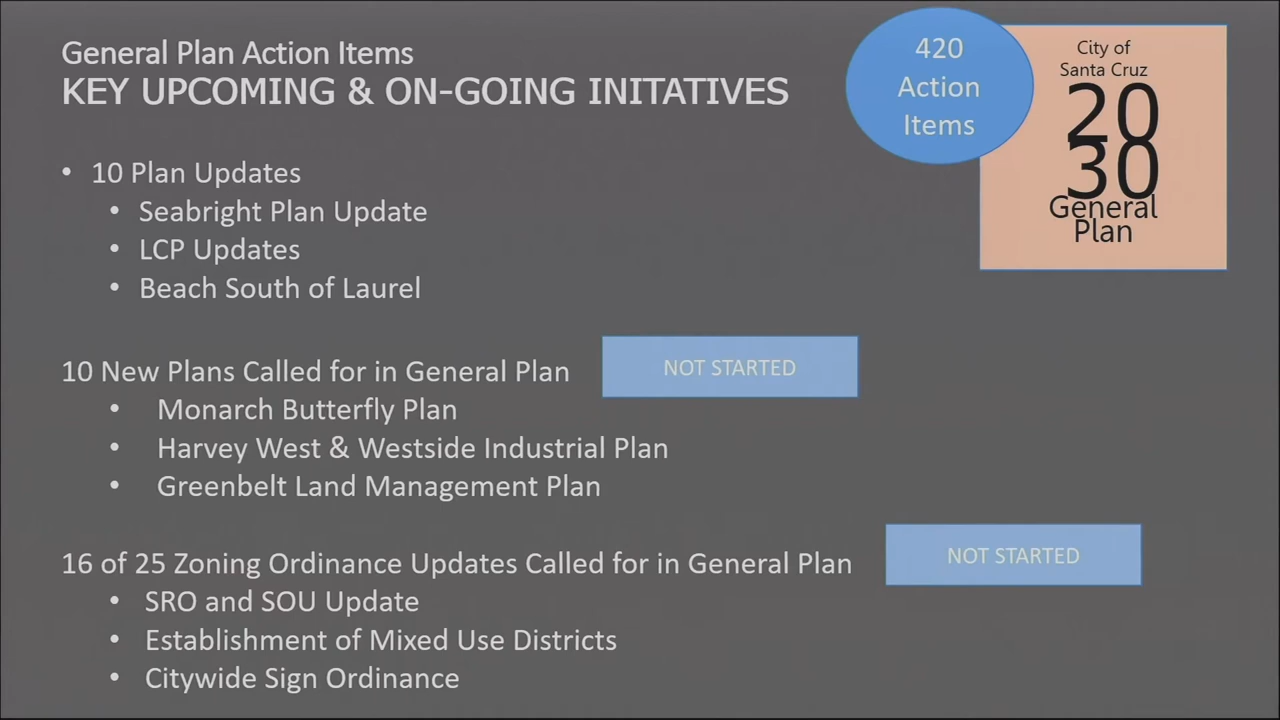 General Plan Action Items
KEY UPCOMING & ON-GOING INITATIVES
420
Action
Items
City of
Santa Cruz
20
30
General
Plan
• 10 Plan Updates
• Seabright Plan Update
• LCP Updates
• Beach South of Laurel
10 New Plans Called for in General Plan
NOT STARTED
• Monarch Butterfly Plan
• Harvey West & Westside Industrial Plan
• Greenbelt Land Management Plan
16 of 25 Zoning Ordinance Updates Called for in General Plan
NOT STARTED
• SRO and SOU Update
• Establishment of Mixed Use Districts
• Citywide Sign Ordinance